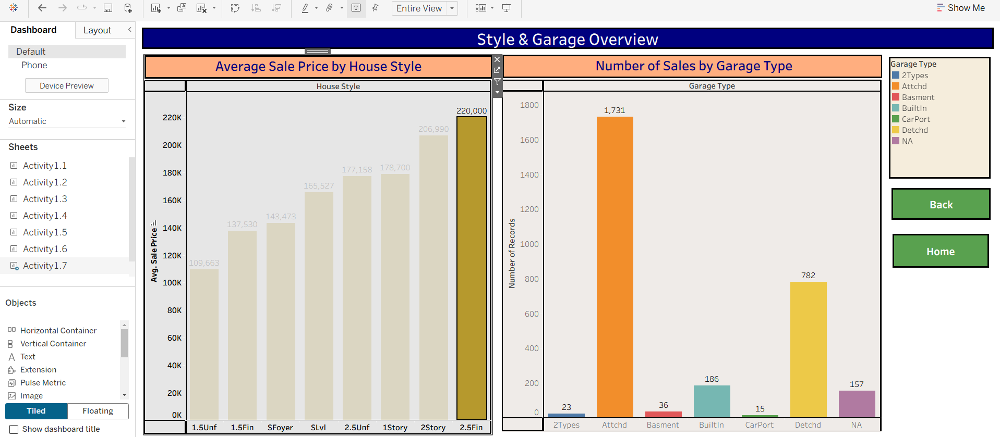 Entire View
Show Me
Dashboard
Layout
Default
Phone
Device Preview
Size
Automatic
Sheets
Activity1.1
Activity1.2
Activity1.3
Activity1.4
Activity1.5
Activity1.6
Activity1.7
Objects
Horizontal Container
Vertical Container
Text
Extension
Pulse Metric
Image
Tiled
Floating
Show dashboard title
Style & Garage Overview
Average Sale Price by House Style
House Style
Avg. Sale Price
220K
200K
180K
160K
140K
120K
100K
80K
60K
40K
20K
0K
109,663
137,530
143,473
165,527
177,158
178,700
206,990
220,000
1.5Unf
1.5Fin
SFoyer
SLvl
2.5Unf
1Story
2Story
2.5Fin
Number of Sales by Garage Type
Garage Type
Number of Records
1800
1600
1400
1200
1000
800
600
400
200
0
23
1,731
36
186
15
782
157
2Types
Attchd
Basment
BuiltIn
CarPort
Detchd
NA
Garage Type
2Types
Attchd
Basment
BuiltIn
CarPort
Detchd
NA
Back
Home